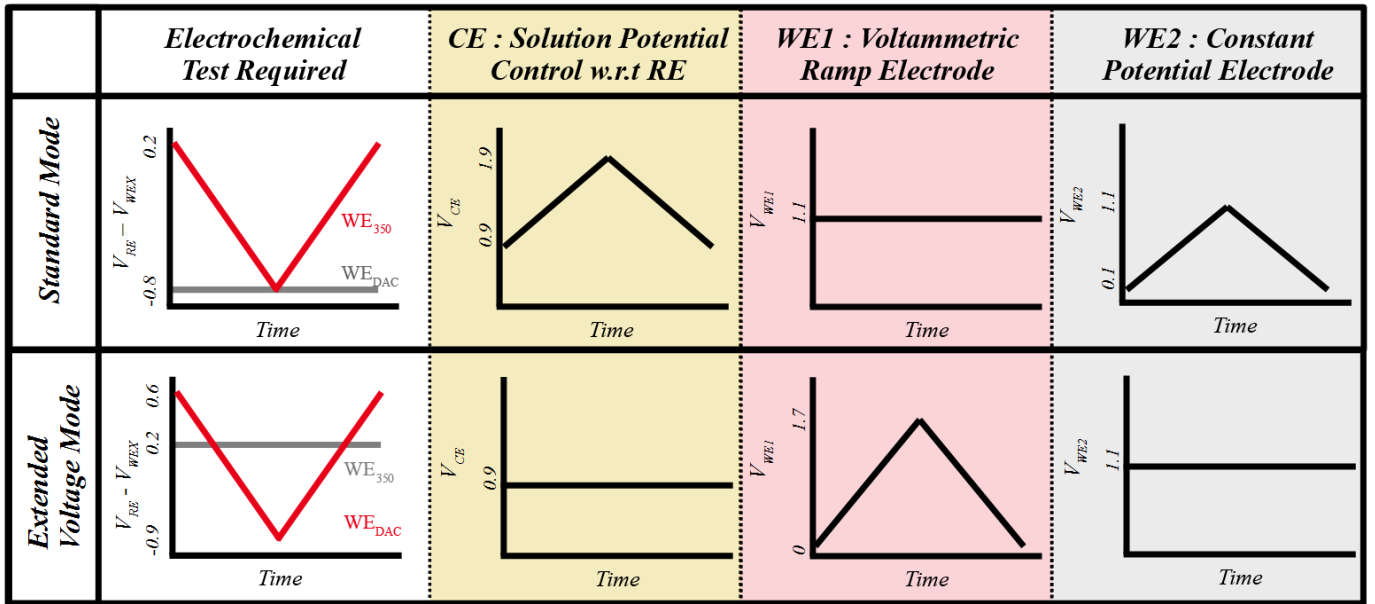 Electrochemical
Test Required
CE : Solution Potential
Control w.r.t RE
WE1 : Voltammetric
Ramp Electrode
WE2 : Constant
Potential Electrode
Standard Mode
0.2
-0.8
V_RE – V_WEX
WE_350
WE_DAC
Time
1.9
0.9
V_CE
Time
1.1
V_WE1
Time
1.1
0.1
V_WE2
Time
Extended
Voltage Mode
0.6
0.2
-0.9
V_RE - V_WEX
WE_350
WE_DAC
Time
0.9
V_CE
Time
1.7
0
V_WE1
Time
1.1
V_WE2
Time